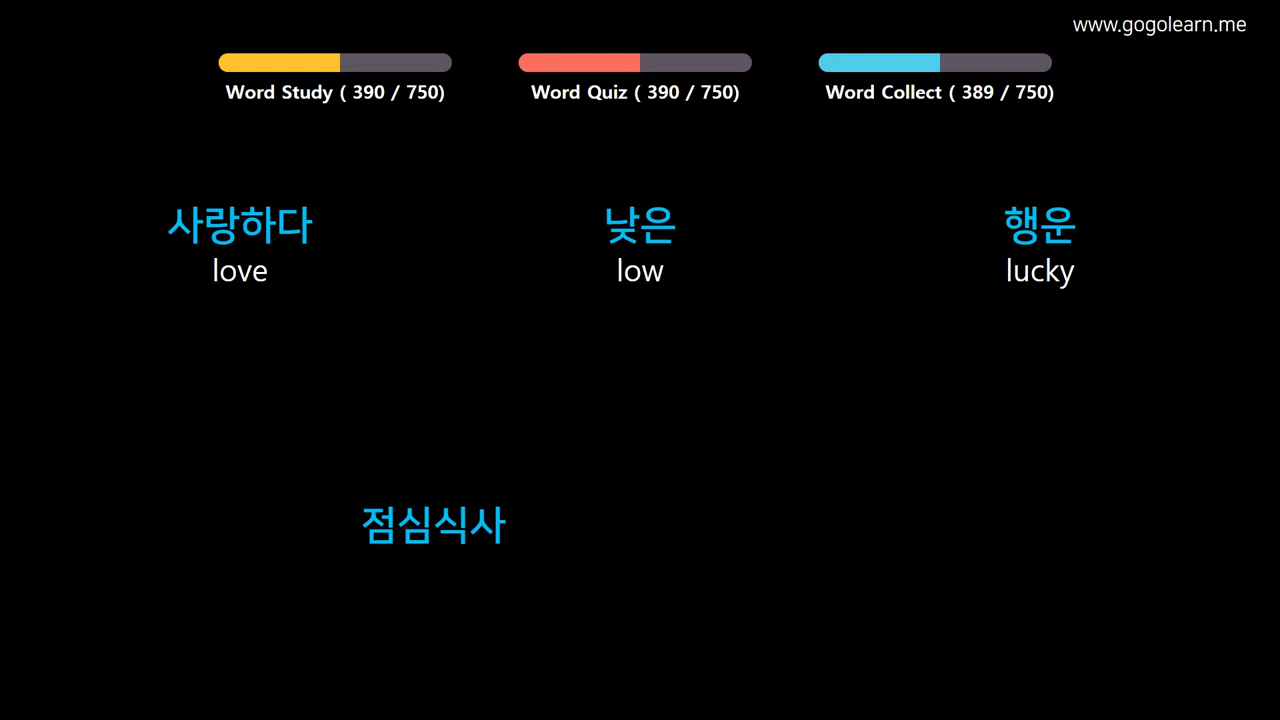 www.gogolearn.me
Word Study ( 390 / 750)
Word Quiz ( 390 / 750)
Word Collect ( 389 / 750)
사랑하다
love
낮은
low
행운
lucky
점심식사